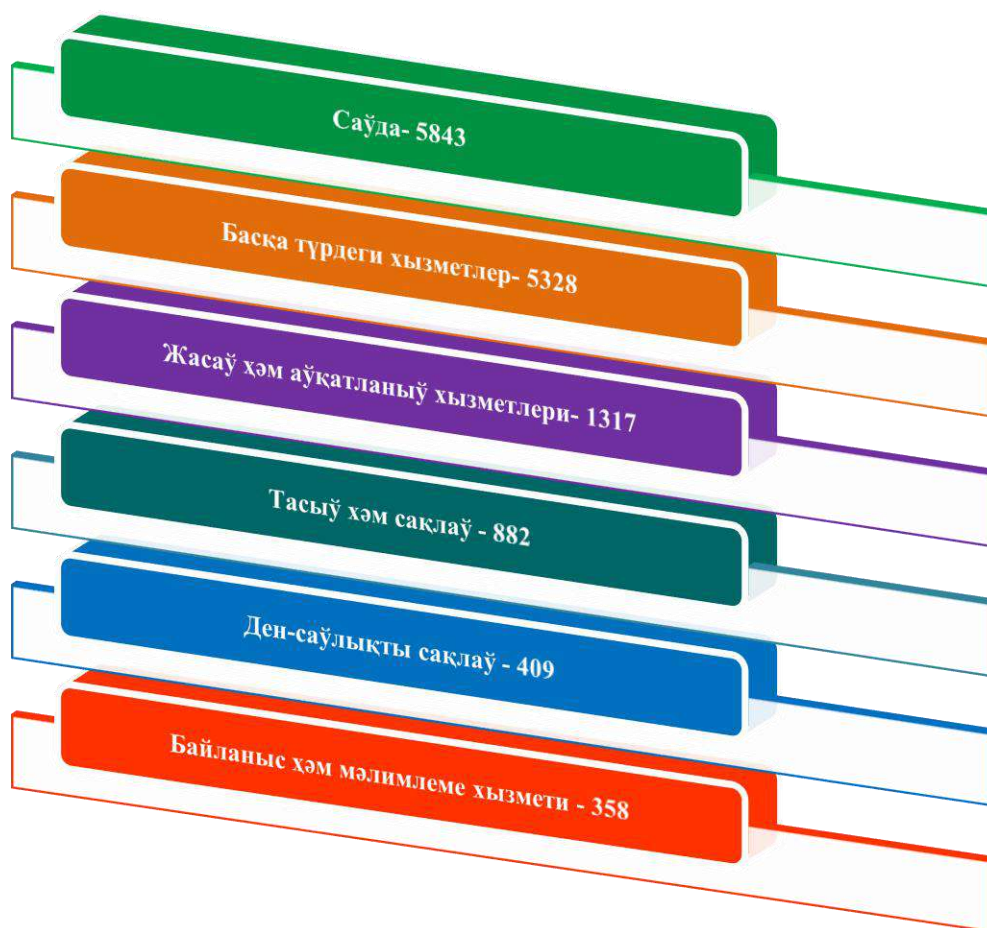 Саўда- 5843
Басқа түрдеги хызметлер- 5328
Жасаў ҳәм аўқатланыў хызметлери- 1317
Тасыў хәм сақлаў - 882
Ден-саўлықты сақлаў - 409
Байланыс ҳәм мәлимлеме хызмети - 358